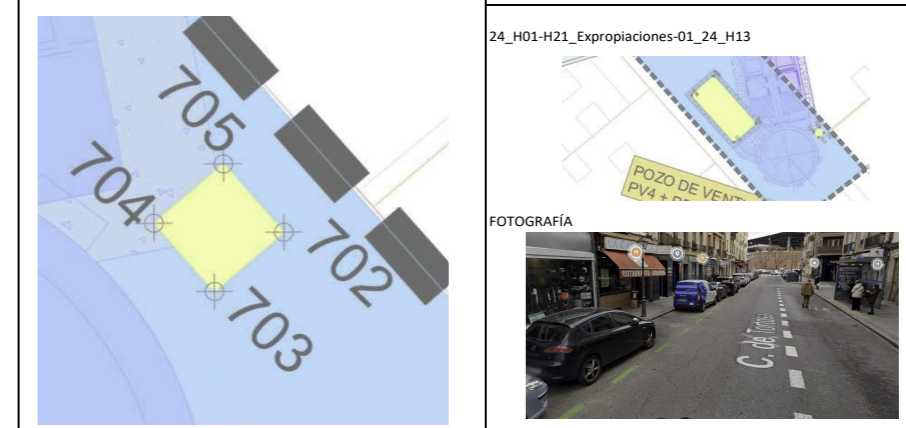 705
704
702
703
24_H01-H21_Expropiaciones-01_24_H13
POZO DE VENT
PV4 +
FOTOGRAFÍA
C. de